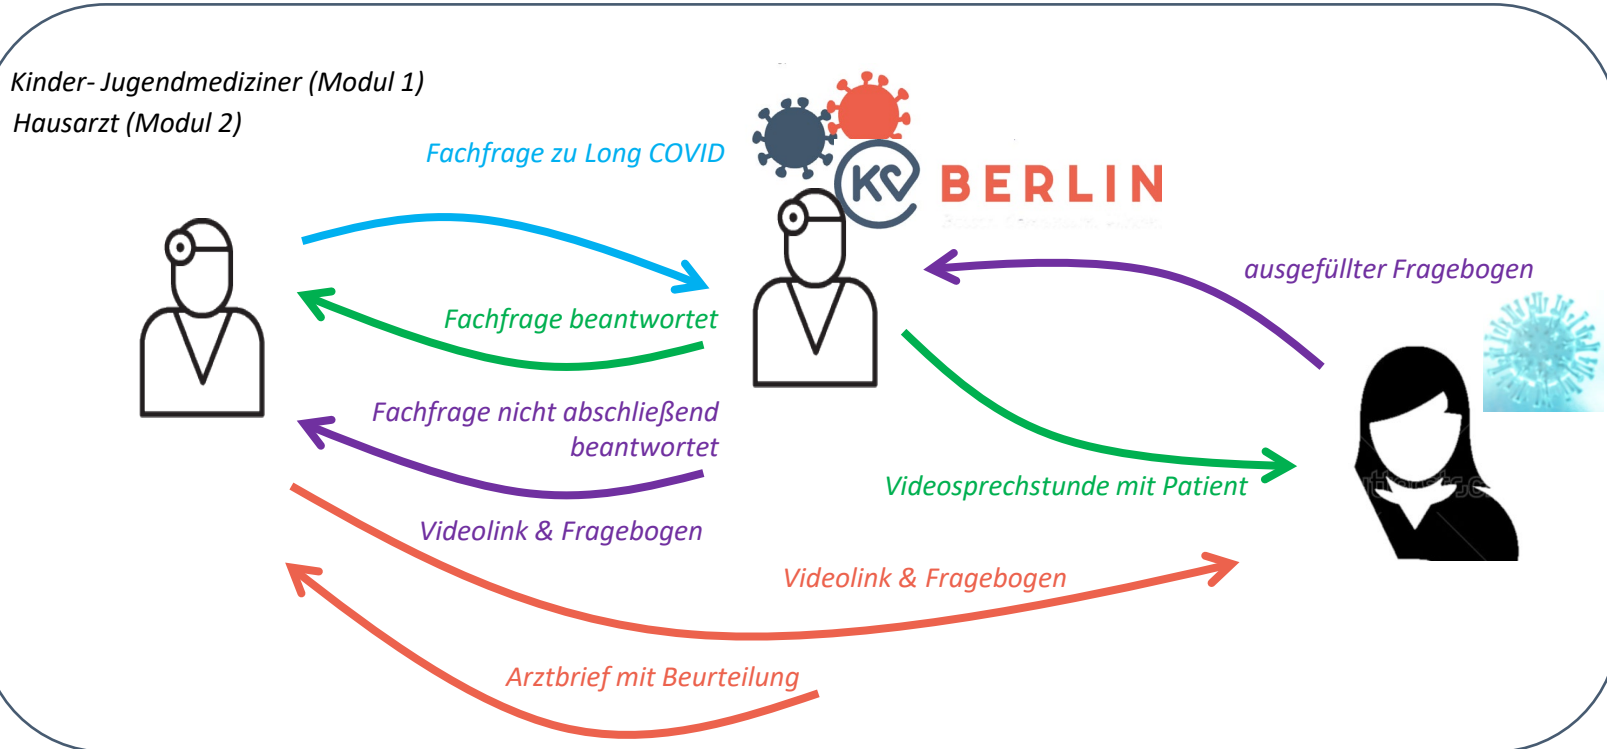 Kinder- Jugendmediziner (Modul 1)
Hausarzt (Modul 2)
Fachfrage zu Long COVID
KV BERLIN
ausgefüllter Fragebogen
Fachfrage beantwortet
Fachfrage nicht abschließend
beantwortet
Videosprechstunde mit Patient
Videolink & Fragebogen
Videolink & Fragebogen
Arztbrief mit Beurteilung